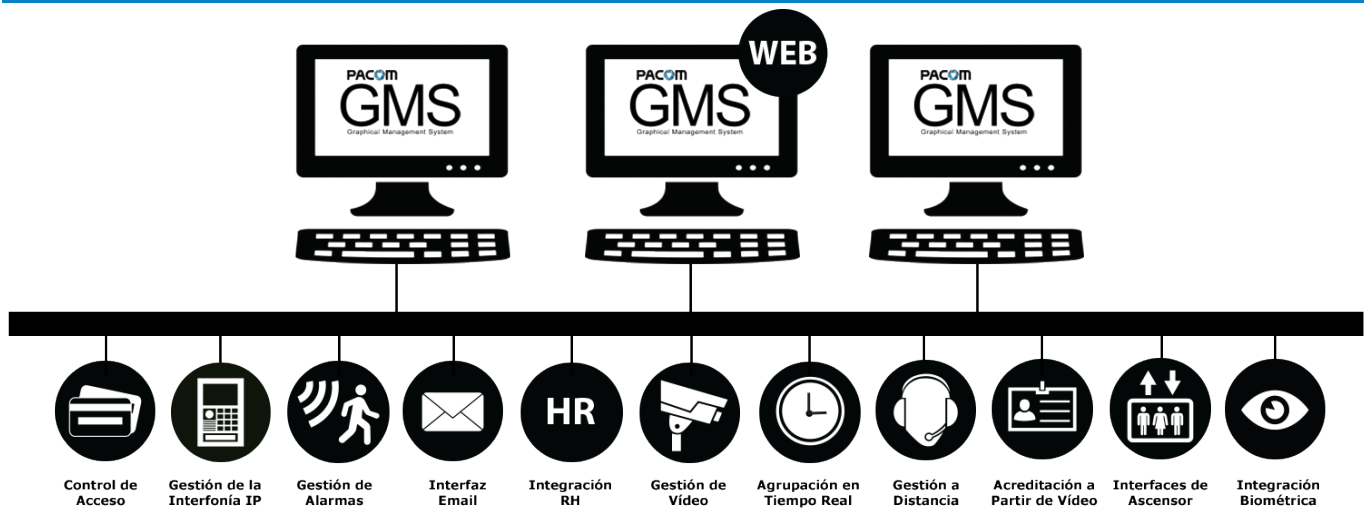 WEB
PACOM
GMS
Graphical Management System
PACOM
GMS
Graphical Management System
PACOM
GMS
Graphical Management System
HR
Control de
Acceso
Gestión de la
Interfonía IP
Gestión de
Alarmas
Interfaz
Email
Integración
RH
Gestión de
Vídeo
Agrupación en
Tiempo Real
Gestión a
Distancia
Acreditación a
Partir de Vídeo
Interfaces de
Ascensor
Integración
Biométrica